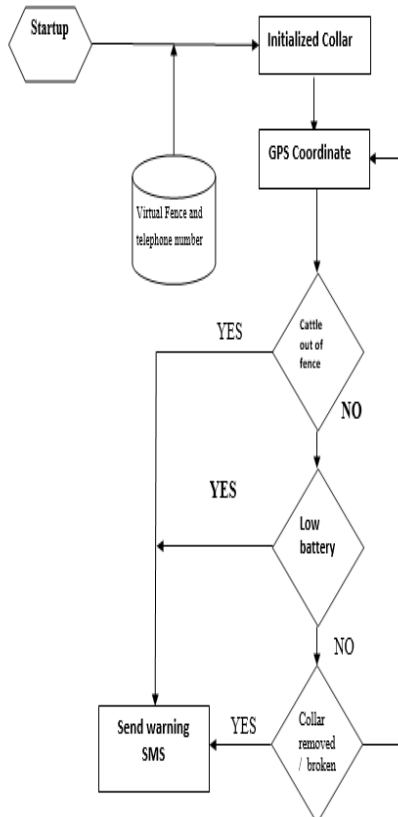 Startup
Initialized Collar
GPS Coordinate
Virtual Fence and
telephone number
YES
Cattle
out of
fence
NO
YES
Low
battery
NO
Send warning
SMS
YES
Collar
removed
/ broken